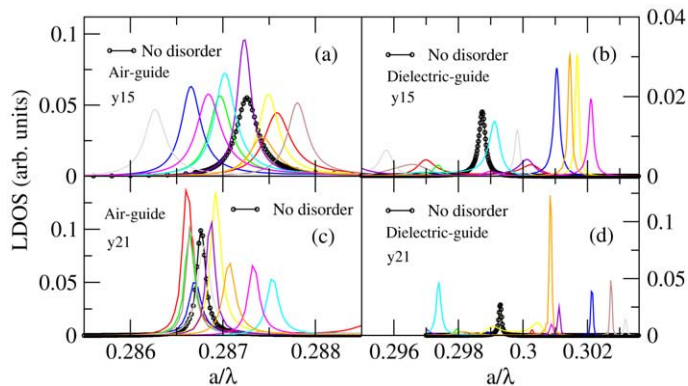 0.1
No disorder
(a)
Air-guide
y15
0.05
0
No disorder
(b)
Dielectric-guide
y15
0.04
0.02
0
LDOS (arb. units)
0.1
Air-guide
No disorder
y21
(c)
0.05
0
No disorder
Dielectric-guide
(d)
y21
0.1
0.05
0
0.286
0.287
0.288
0.296
0.298
0.3
0.302
a/λ
a/λ